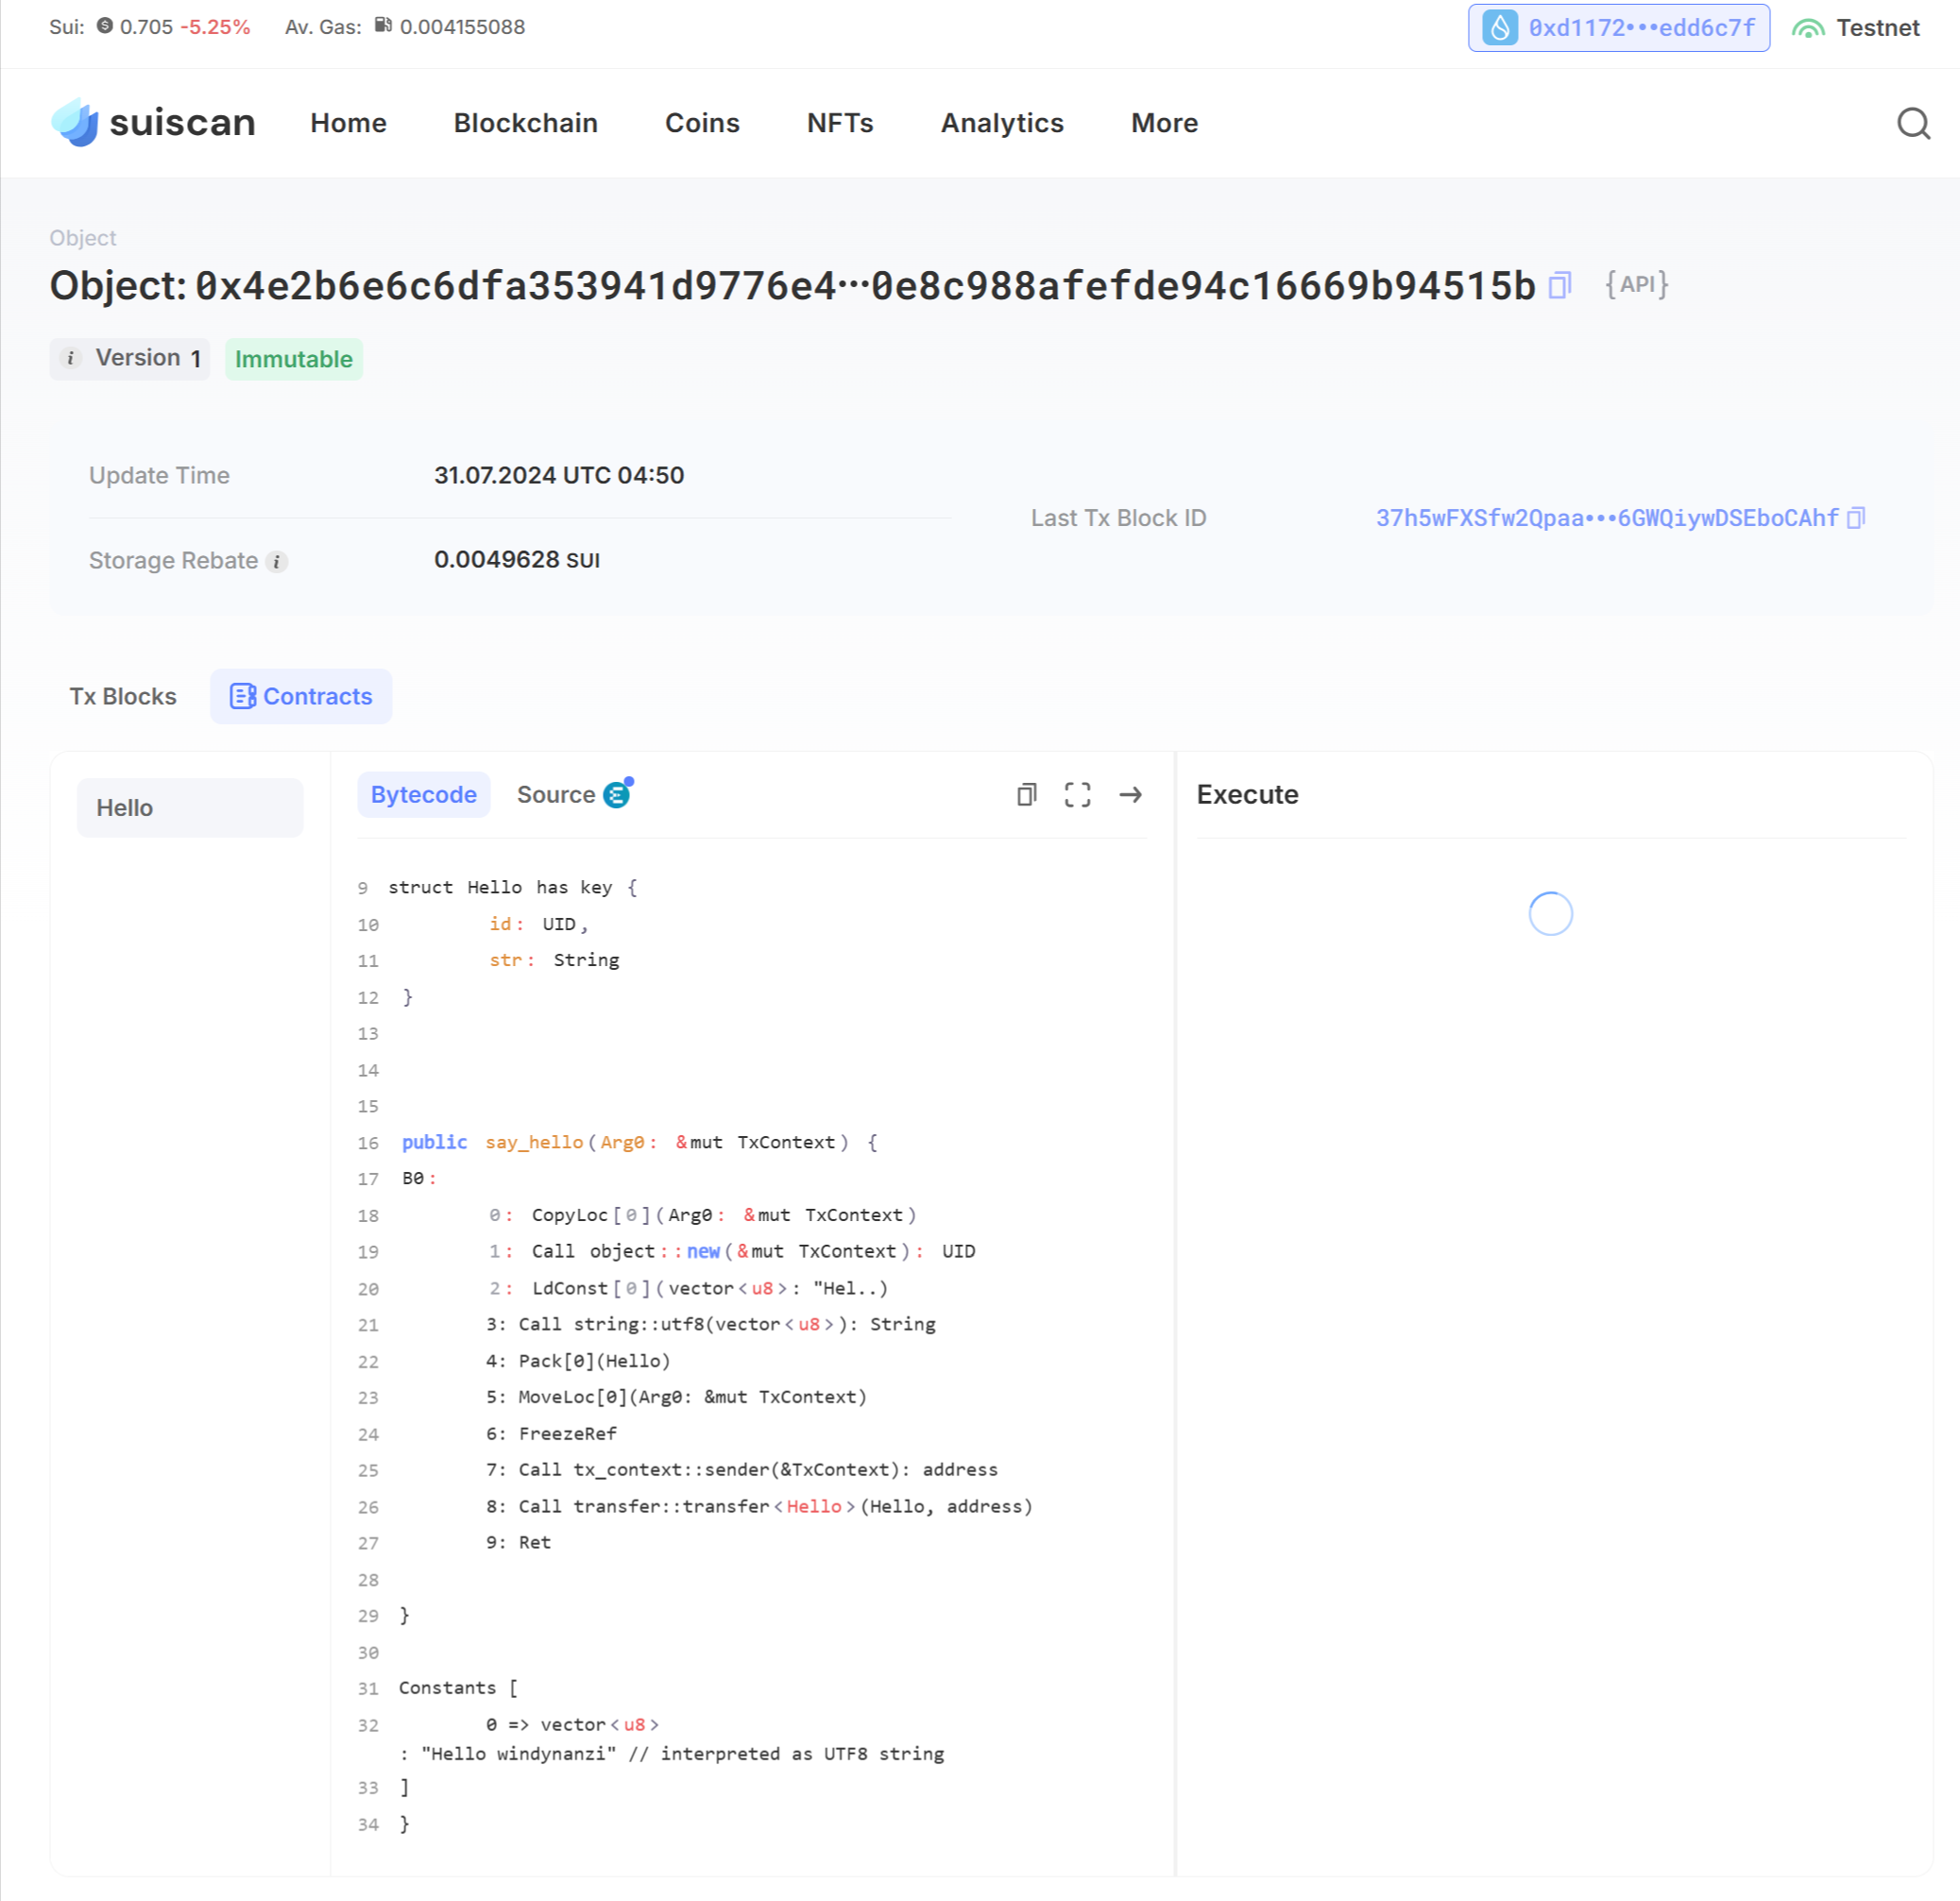 Sui: 0.705 -5.25% Av. Gas: 0.004155088 0xd1172•••edd6c7f Testnet
suiscan Home Blockchain Coins NFTs Analytics More
Object
Object: 0x4e2b6e6c6dfa353941d9776e4···0e8c988afefde94c16669b94515b {API}
i Version 1 Immutable
Update Time 31.07.2024 UTC 04:50
Last Tx Block ID 37h5wFXSfw2Qpaa•••6GWQiywDSEboCAhf
Storage Rebate i 0.0049628 SUI
Tx Blocks Contracts
Hello
Bytecode Source
9 struct Hello has key {
10 id: UID,
11 str: String
12 }
13
14
15
16 public say_hello(Arg0: &mut TxContext) {
17 B0:
18 0: CopyLoc[0](Arg0: &mut TxContext)
19 1: Call object::new(&mut TxContext): UID
20 2: LdConst[0](vector<u8>: "Hel..)
21 3: Call string::utf8(vector<u8>): String
22 4: Pack[0](Hello)
23 5: MoveLoc[0](Arg0: &mut TxContext)
24 6: FreezeRef
25 7: Call tx_context::sender(&TxContext): address
26 8: Call transfer::transfer<Hello>(Hello, address)
27 9: Ret
28
29 }
30
31 Constants [
32 0 => vector<u8>
: "Hello windynanzi" // interpreted as UTF8 string
33 ]
34 }
Execute